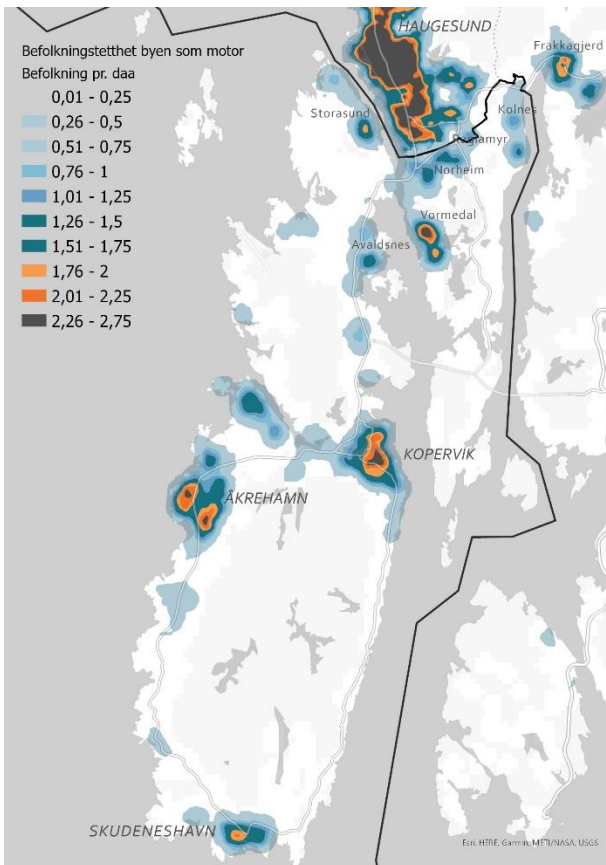 HAUGESUND
Befolkningstetthet byen som motor
Befolkning pr. daa
0,01 - 0,25
0,26 - 0,5
0,51 - 0,75
0,76 - 1
1,01 - 1,25
1,26 - 1,5
1,51 - 1,75
1,76 - 2
2,01 - 2,25
2,26 - 2,75
Frakkagjerd
Storasund
Kolnes
Norheim
Vormedal
Avaldsnes
KOPERVIK
ÅKREHAMN
SKUDENESHAVN
Esri, HERE, Garmin, METI/NASA, USGS